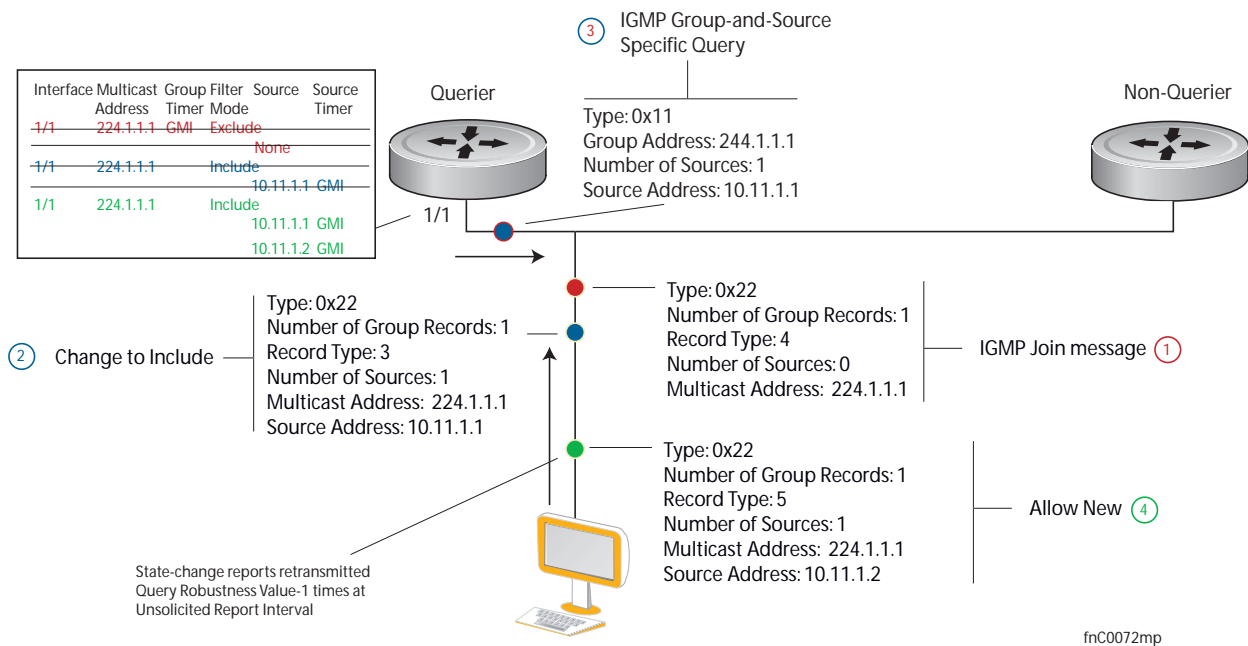 3
IGMP Group-and-Source
Specific Query
Interface Multicast Group Filter Source Source
Address Timer Mode Timer
1/1 224.1.1.1 GMI Exclude
None
1/1 224.1.1.1 Include
10.11.1.1 GMI
1/1 224.1.1.1 Include
10.11.1.1 GMI
10.11.1.2 GMI
Querier
1/1
Type: 0x11
Group Address: 244.1.1.1
Number of Sources: 1
Source Address: 10.11.1.1
Non-Querier
2
Change to Include
Type: 0x22
Number of Group Records: 1
Record Type: 3
Number of Sources: 1
Multicast Address: 224.1.1.1
Source Address: 10.11.1.1
Type: 0x22
Number of Group Records: 1
Record Type: 4
Number of Sources: 0
Multicast Address: 224.1.1.1
IGMP Join message 1
Type: 0x22
Number of Group Records: 1
Record Type: 5
Number of Sources: 1
Multicast Address: 224.1.1.1
Source Address: 10.11.1.2
Allow New 4
State-change reports retransmitted
Query Robustness Value-1 times at
Unsolicited Report Interval
fnC0072mp